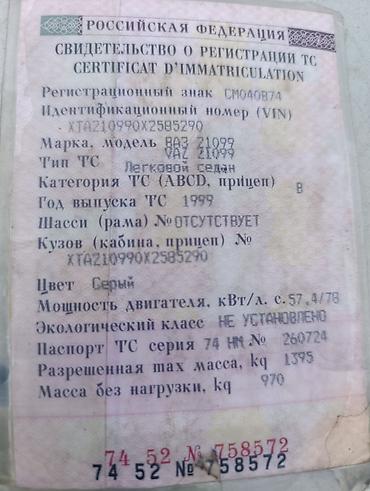 РОССИЙСКАЯ ФЕДЕРАЦИЯ
СВИДЕТЕЛЬСТВО О РЕГИСТРАЦИИ ТС
CERTIFICAT D'IMMATRICULATION
Регистрационный знак СМ040В74
Идентификационный номер (VIN)
XTA210990X2585290
Марка, модель ВАЗ 21099
VAZ 21099
Тип ТС Легковой седан
Категория ТС (ABCD, прицеп) B
Год выпуска ТС 1999
Шасси (рама) № ОТСУТСТВУЕТ
Кузов (кабина, прицеп) №
XTA210990X2585290
Цвет Серый
Мощность двигателя, кВт/л. с. 57,4/78
Экологический класс НЕ УСТАНОВЛЕНО
Паспорт ТС серия 74 НМ № 260724
Разрешенная max масса, kg 1395
Масса без нагрузки, kg 970
74 52 № 758572
74 52 № 758572